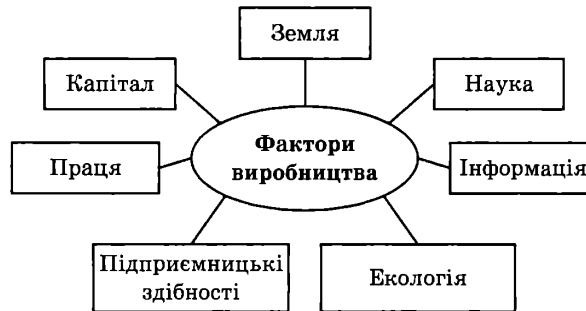 Земля
Капітал
Наука
Фактори
виробництва
Праця
Інформація
Підприємницькі
здібності
Екологія